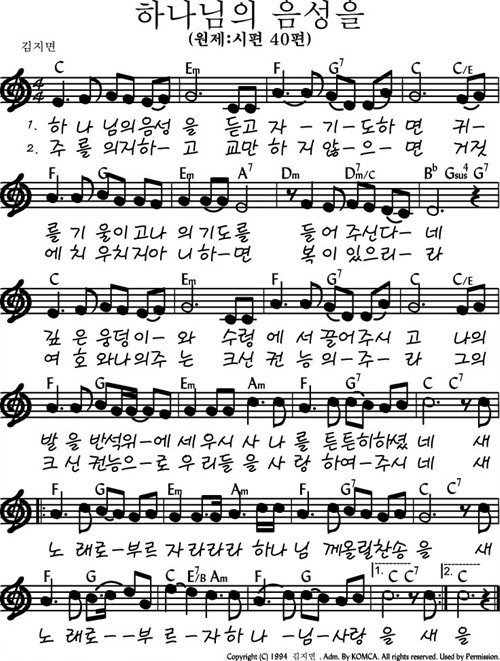 하나님의 음성을
(원제:시편 40편)
김지면
C Em F G7 C C/E
4/4
1. 하 나 님의음성 을 듣고 자-기-도하 면 귀-
2. 주 를 의지하-고 교만 하 지 않-으-면 거짓
F G Em A7 Dm Dm7/C Bb Gsus4 G7
를 기 울이고나 의기도를 들어 주신다-네
에 치 우치지아 니하-면 복 이 있으리-라
C Em F G7 C C/E
깊 은 웅덩이-와 수렁 에 서 끌어주시 고 나의
여 호 와나의주 는 크신 권 능 의-주-라 그의
F G Em Am F G7 C C7
발 을 반석위-에 세우시 사 나 를 튼튼히하셨 네 새
크 신 권능으-로 우리들 을 사 랑 하여-주시 네 새
F G Em Am F G7 C C7
노 래로-부르 자 라라라 하나 님 께올릴찬송 을 새
F G C E7/B Am F G 1. C C7 2. C
노 래 로--부 르-자하 나-님-사랑 을 새 을
Copyright (C) 1994 김지면 . Adm. By KOMCA. All rights reserved. Used by Permission.